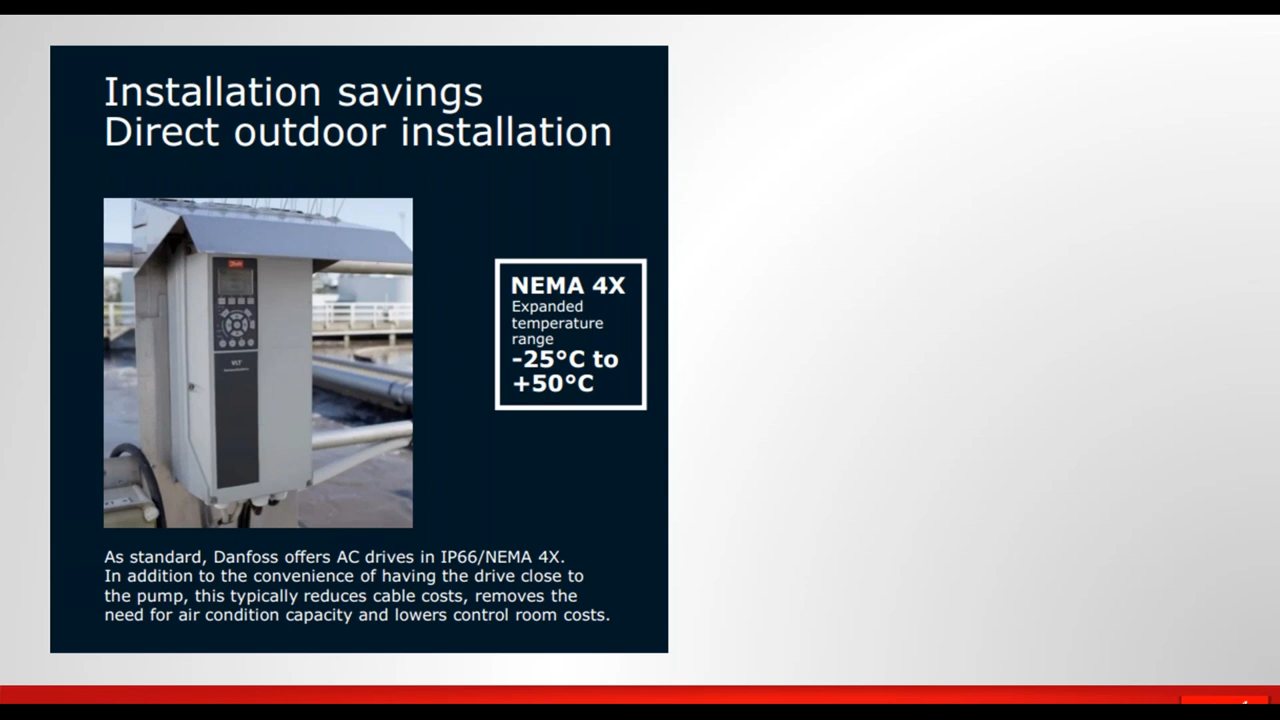 Installation savings
Direct outdoor installation
NEMA 4X
Expanded
temperature
range
-25°C to
+50°C
VLT
As standard, Danfoss offers AC drives in IP66/NEMA 4X.
In addition to the convenience of having the drive close to
the pump, this typically reduces cable costs, removes the
need for air condition capacity and lowers control room costs.